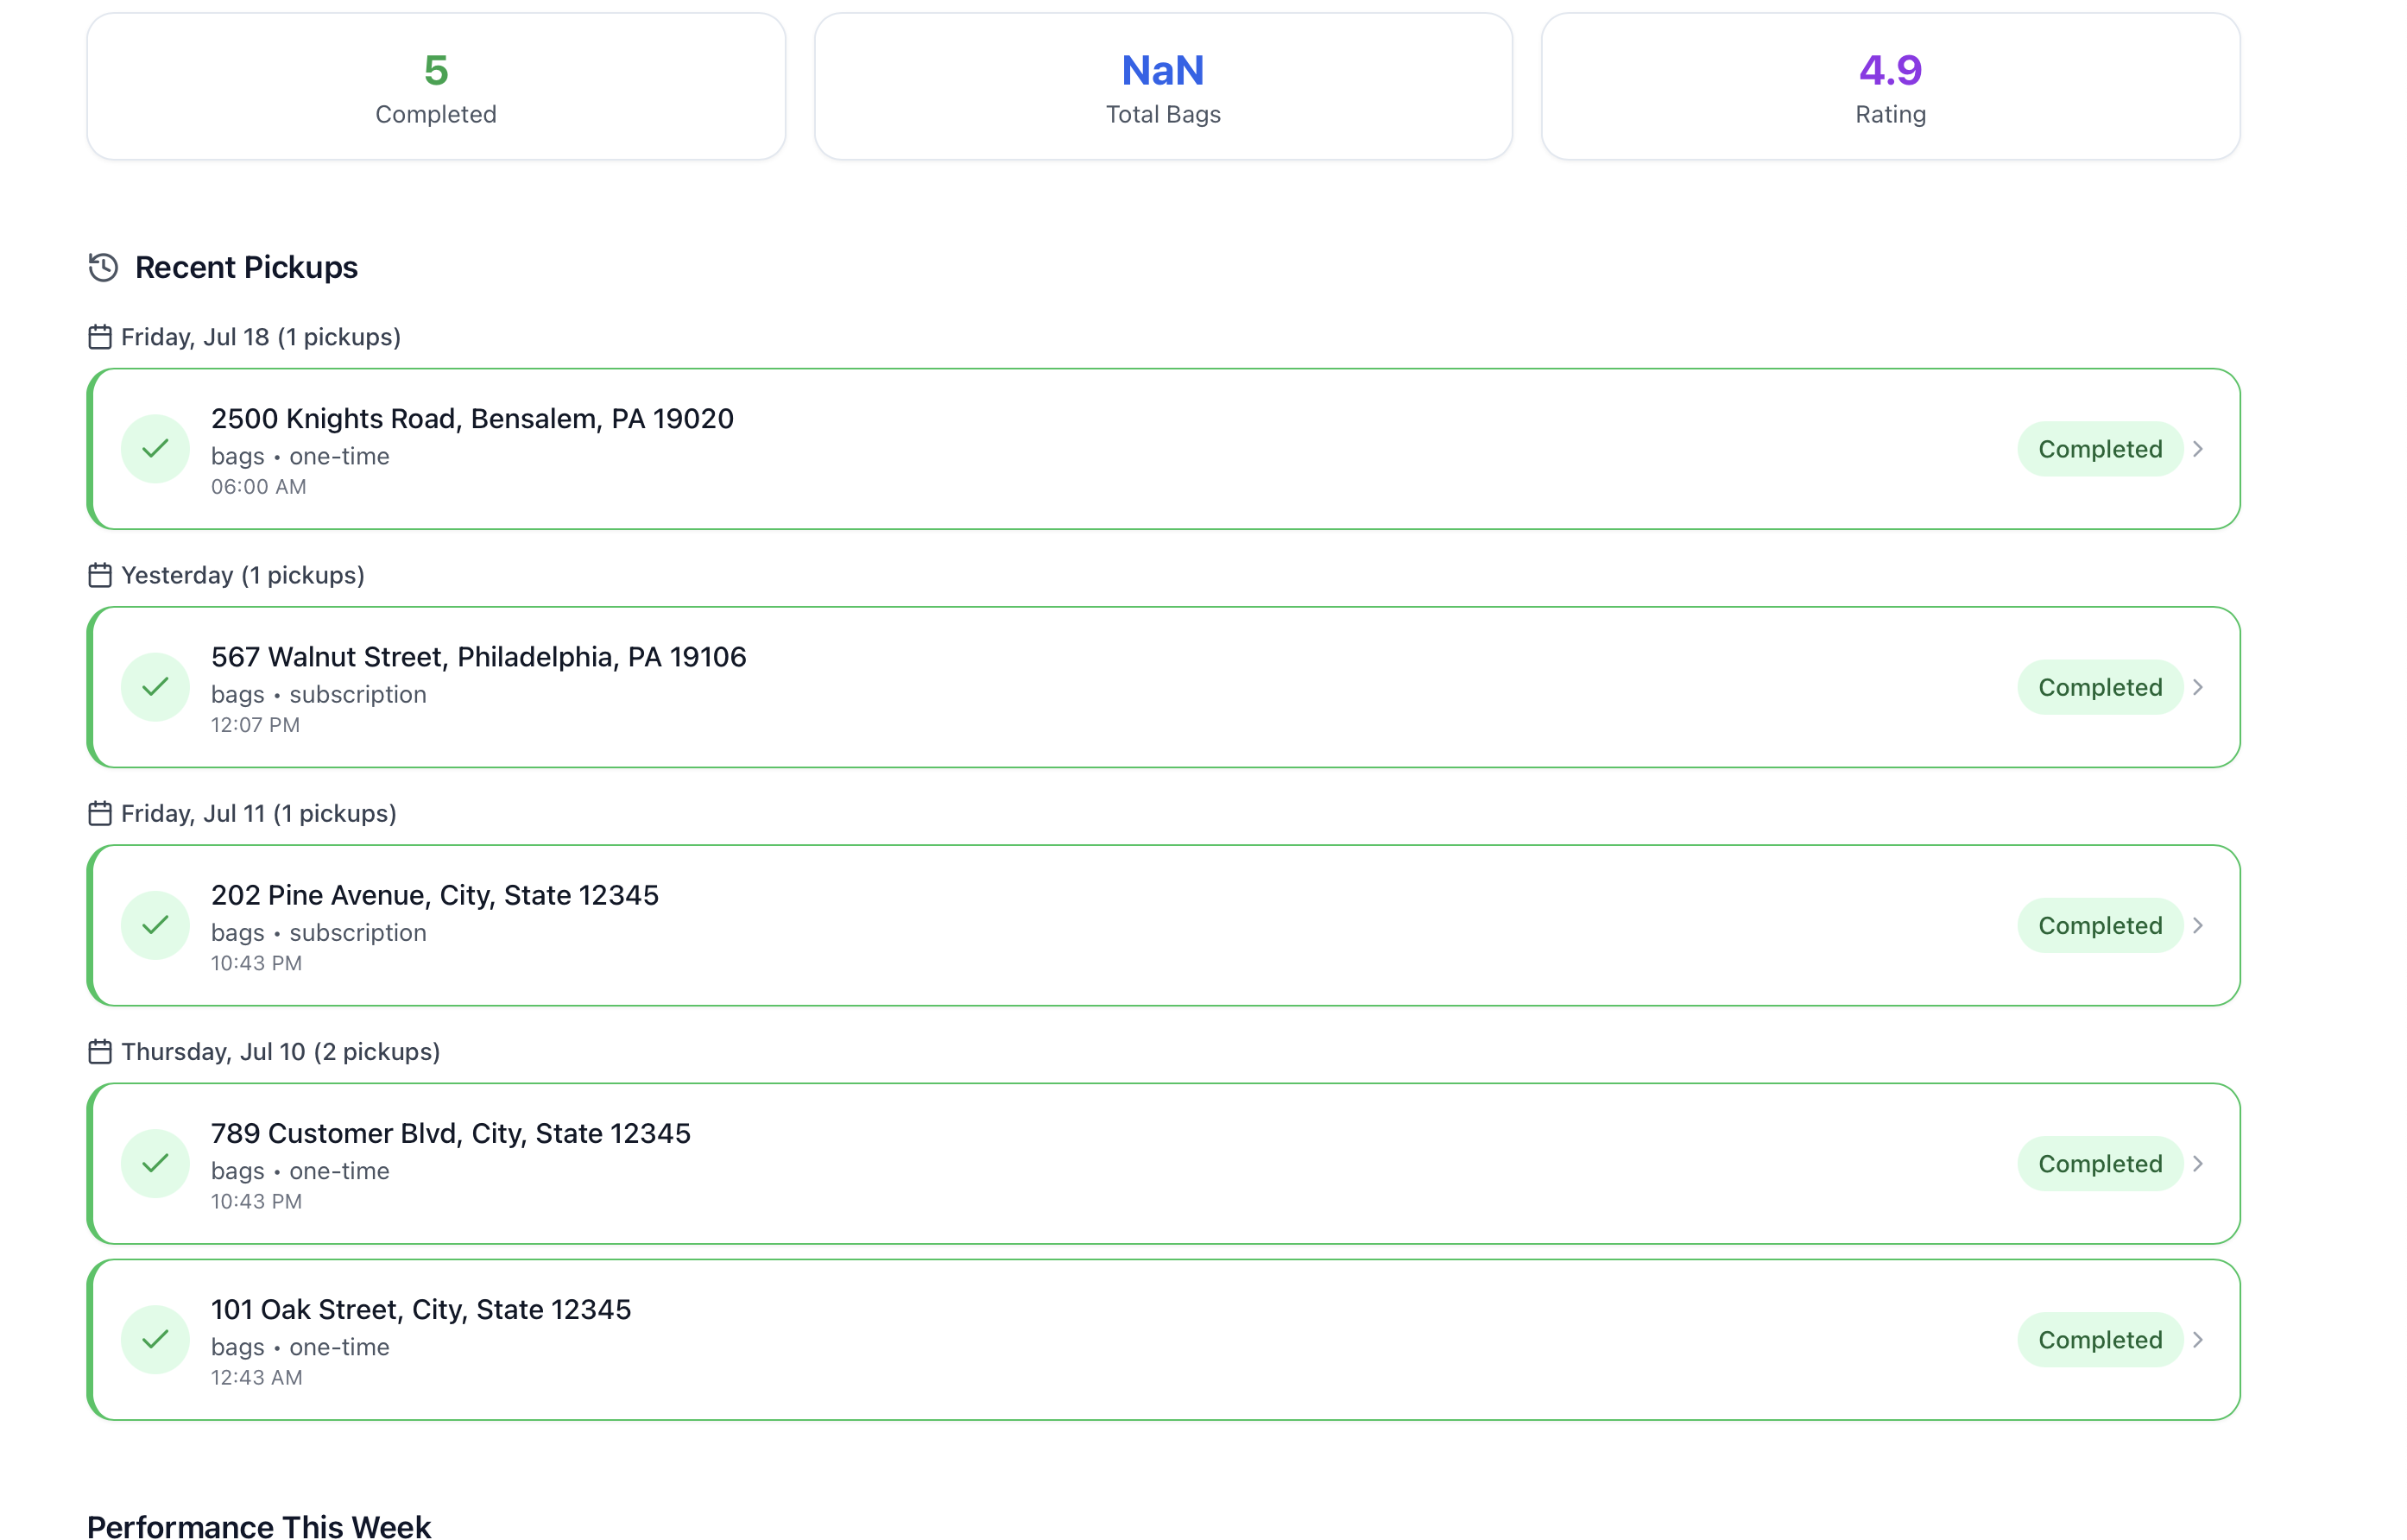 5
Completed
NaN
Total Bags
4.9
Rating
Recent Pickups
Friday, Jul 18 (1 pickups)
2500 Knights Road, Bensalem, PA 19020
bags • one-time
06:00 AM
Completed
Yesterday (1 pickups)
567 Walnut Street, Philadelphia, PA 19106
bags • subscription
12:07 PM
Completed
Friday, Jul 11 (1 pickups)
202 Pine Avenue, City, State 12345
bags • subscription
10:43 PM
Completed
Thursday, Jul 10 (2 pickups)
789 Customer Blvd, City, State 12345
bags • one-time
10:43 PM
Completed
101 Oak Street, City, State 12345
bags • one-time
12:43 AM
Completed
Performance This Week